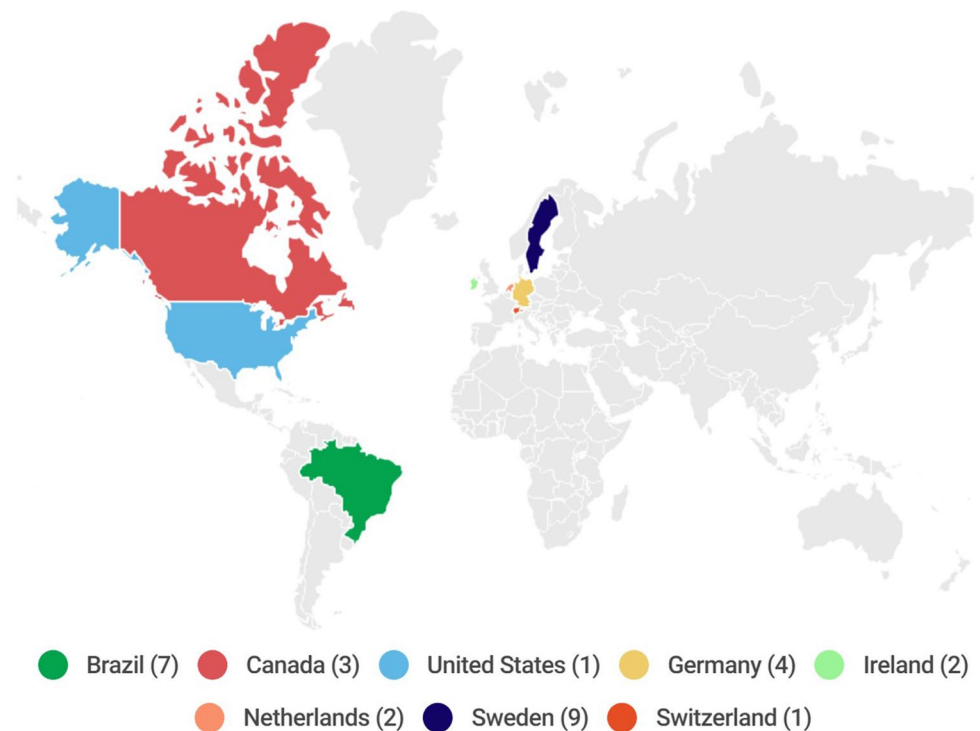 Brazil (7) Canada (3) United States (1) Germany (4) Ireland (2)
Netherlands (2) Sweden (9) Switzerland (1)